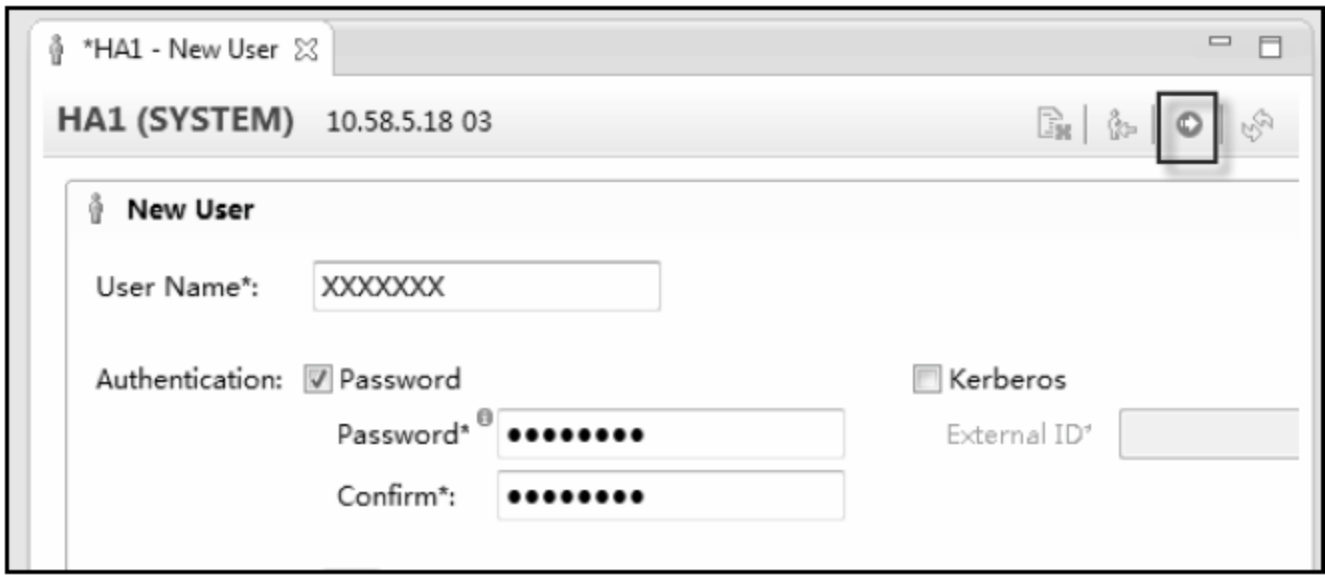 *HA1 - New User
HA1 (SYSTEM) 10.58.5.18 03
New User
User Name*: XXXXXXX
Authentication: Password Kerberos
Password* ●●●●●●●● External ID*
Confirm*: ●●●●●●●●